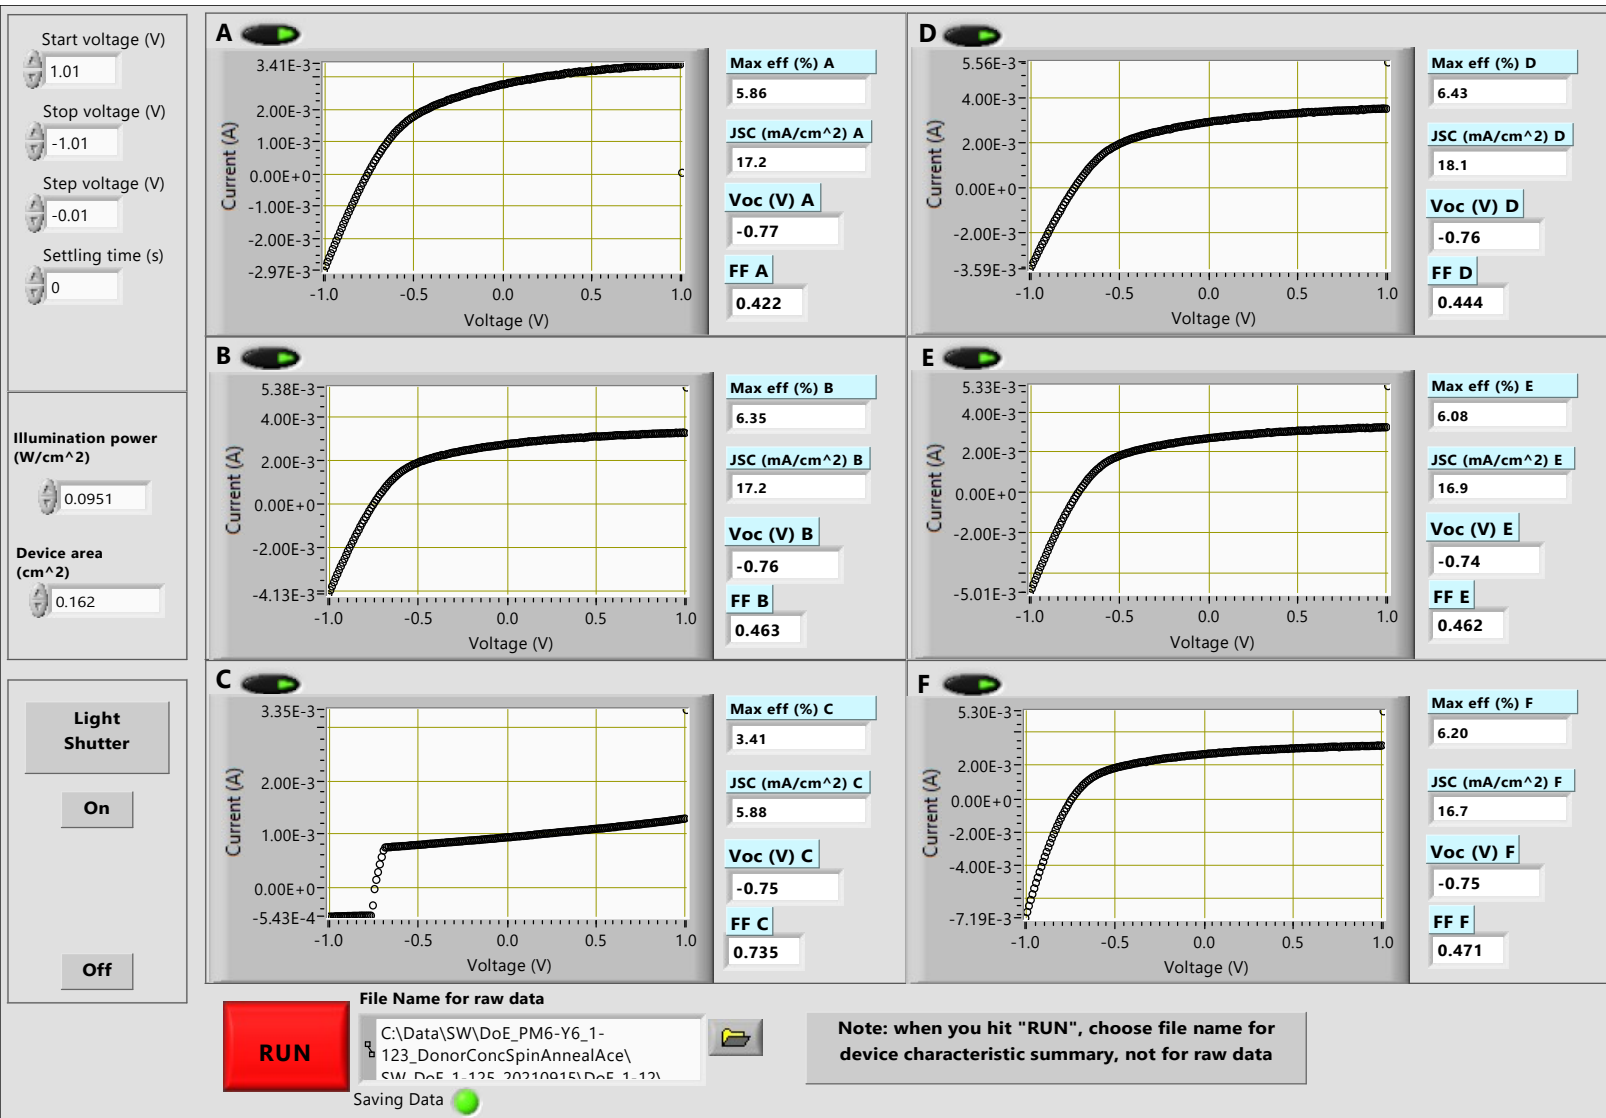 Start voltage (V)
1.01
Stop voltage (V)
-1.01
Step voltage (V)
-0.01
Settling time (s)
0
Illumination power
(W/cm^2)
0.0951
Device area
(cm^2)
0.162
Light
Shutter
On
Off
A
Current (A)
3.41E-3
2.00E-3
1.00E-3
0.00E+0
-1.00E-3
-2.00E-3
-2.97E-3
-1.0 -0.5 0.0 0.5 1.0
Voltage (V)
Max eff (%) A
5.86
JSC (mA/cm^2) A
17.2
Voc (V) A
-0.77
FF A
0.422
B
Current (A)
5.38E-3
4.00E-3
2.00E-3
0.00E+0
-2.00E-3
-4.13E-3
-1.0 -0.5 0.0 0.5 1.0
Voltage (V)
Max eff (%) B
6.35
JSC (mA/cm^2) B
17.2
Voc (V) B
-0.76
FF B
0.463
C
Current (A)
3.35E-3
2.00E-3
1.00E-3
0.00E+0
-5.43E-4
-1.0 -0.5 0.0 0.5 1.0
Voltage (V)
Max eff (%) C
3.41
JSC (mA/cm^2) C
5.88
Voc (V) C
-0.75
FF C
0.735
D
Current (A)
5.56E-3
4.00E-3
2.00E-3
0.00E+0
-2.00E-3
-3.59E-3
-1.0 -0.5 0.0 0.5 1.0
Voltage (V)
Max eff (%) D
6.43
JSC (mA/cm^2) D
18.1
Voc (V) D
-0.76
FF D
0.444
E
Current (A)
5.33E-3
4.00E-3
2.00E-3
0.00E+0
-2.00E-3
-5.01E-3
-1.0 -0.5 0.0 0.5 1.0
Voltage (V)
Max eff (%) E
6.08
JSC (mA/cm^2) E
16.9
Voc (V) E
-0.74
FF E
0.462
F
Current (A)
5.30E-3
2.00E-3
0.00E+0
-2.00E-3
-4.00E-3
-7.19E-3
-1.0 -0.5 0.0 0.5 1.0
Voltage (V)
Max eff (%) F
6.20
JSC (mA/cm^2) F
16.7
Voc (V) F
-0.75
FF F
0.471
RUN
File Name for raw data
C:\Data\SW\DoE_PM6-Y6_1-
123_DonorConcSpinAnnealAce\
SW_DoE_1-125_20210915\DoE_1-12\
Saving Data
Note: when you hit "RUN", choose file name for
device characteristic summary, not for raw data